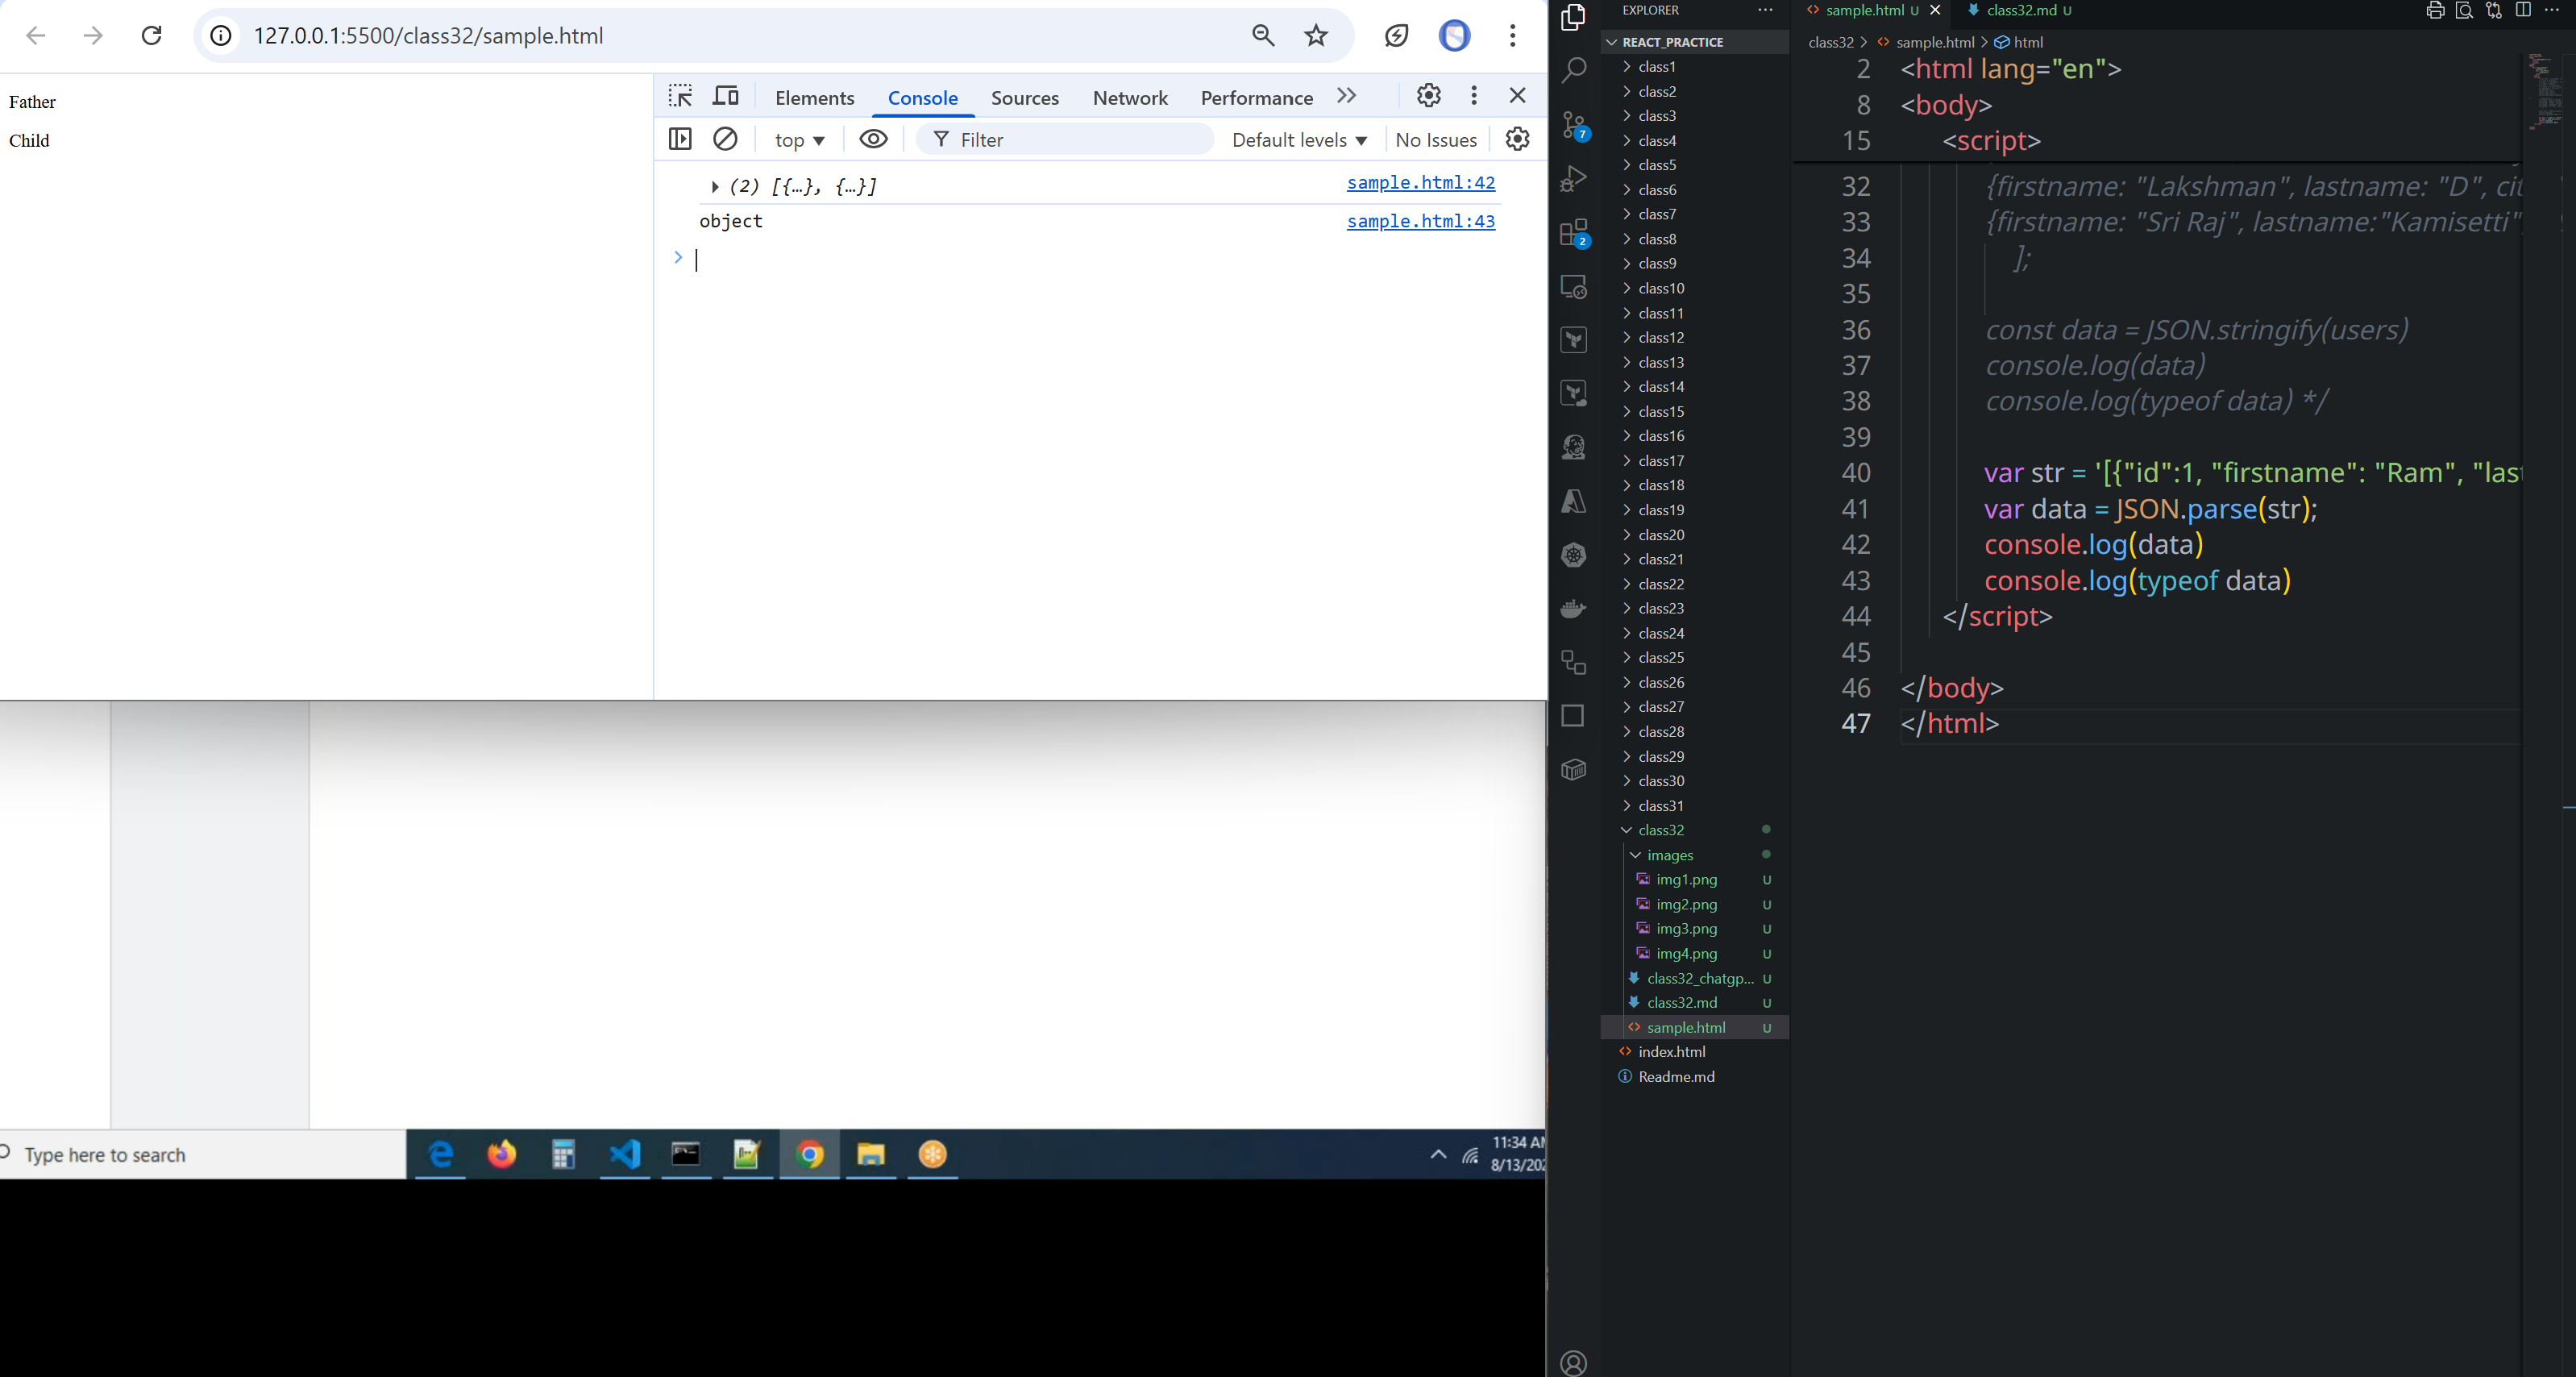 127.0.0.1:5500/class32/sample.html
Father
Child
Elements Console Sources Network Performance
top Filter Default levels No Issues
(2) [{…}, {…}] sample.html:42
object sample.html:43
Type here to search
11:34 AM
8/13/202
EXPLORER
REACT_PRACTICE
class1
class2
class3
class4
class5
class6
class7
class8
class9
class10
class11
class12
class13
class14
class15
class16
class17
class18
class19
class20
class21
class22
class23
class24
class25
class26
class27
class28
class29
class30
class31
class32
images
img1.png U
img2.png U
img3.png U
img4.png U
class32_chatgp... U
class32.md U
sample.html U
index.html
Readme.md
7
2
sample.html U class32.md U
class32 > sample.html > html
2 <html lang="en">
8 <body>
15 <script>
32 {firstname: "Lakshman", lastname: "D", cit
33 {firstname: "Sri Raj", lastname:"Kamisetti"
34 ];
35
36 const data = JSON.stringify(users)
37 console.log(data)
38 console.log(typeof data) */
39
40 var str = '[{"id":1, "firstname": "Ram", "las
41 var data = JSON.parse(str);
42 console.log(data)
43 console.log(typeof data)
44 </script>
45
46 </body>
47 </html>